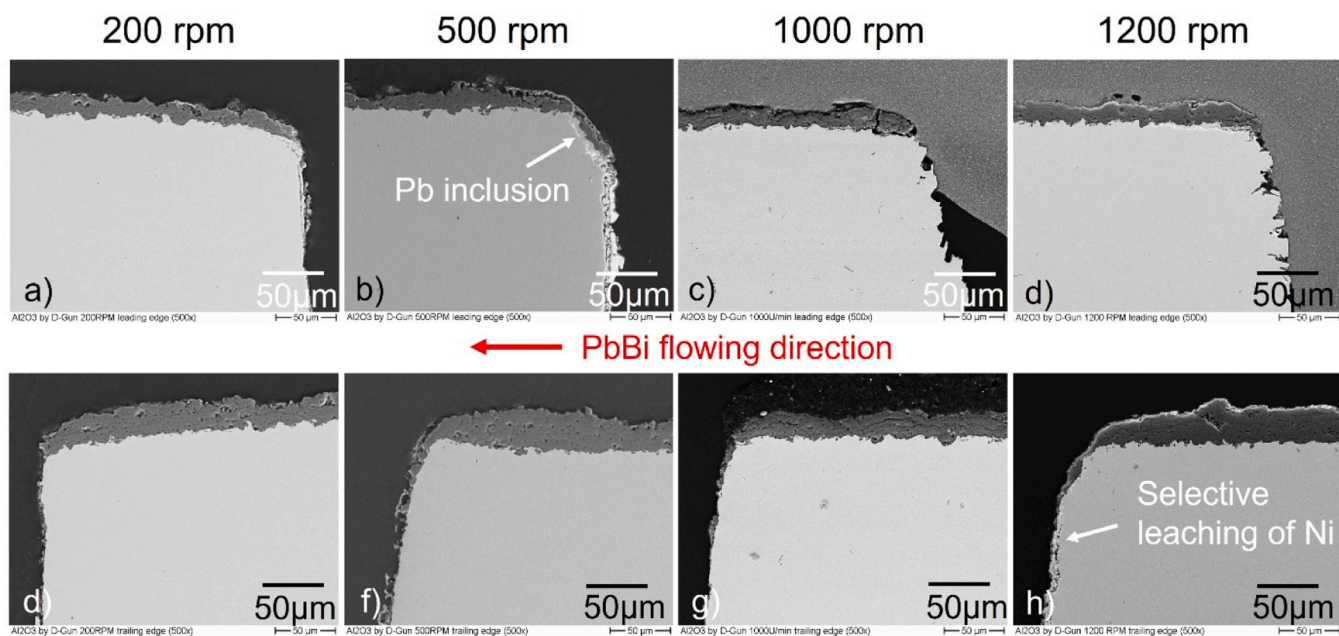 200 rpm 500 rpm 1000 rpm 1200 rpm
Pb inclusion
a) 50µm b) 50µm c) 50µm d) 50µm
Al2O3 by D-Gun 200RPM leading edge (500x) 50 µm Al2O3 by D-Gun 500RPM leading edge (500x) 50 µm Al2O3 by D-Gun 1000U/min leading edge (500x) 50 µm Al2O3 by D-Gun 1200 RPM leading edge (500x) 50 µm
PbBi flowing direction
Selective
leaching of Ni
d) 50µm f) 50µm g) 50µm h) 50µm
Al2O3 by D-Gun 200RPM trailing edge (500x) 50 µm Al2O3 by D-Gun 500RPM trailing edge (500x) 50 µm Al2O3 by D-Gun 1000U/min trailing edge (500x) 50 µm Al2O3 by D-Gun 1200 RPM trailing edge (500x) 50 µm